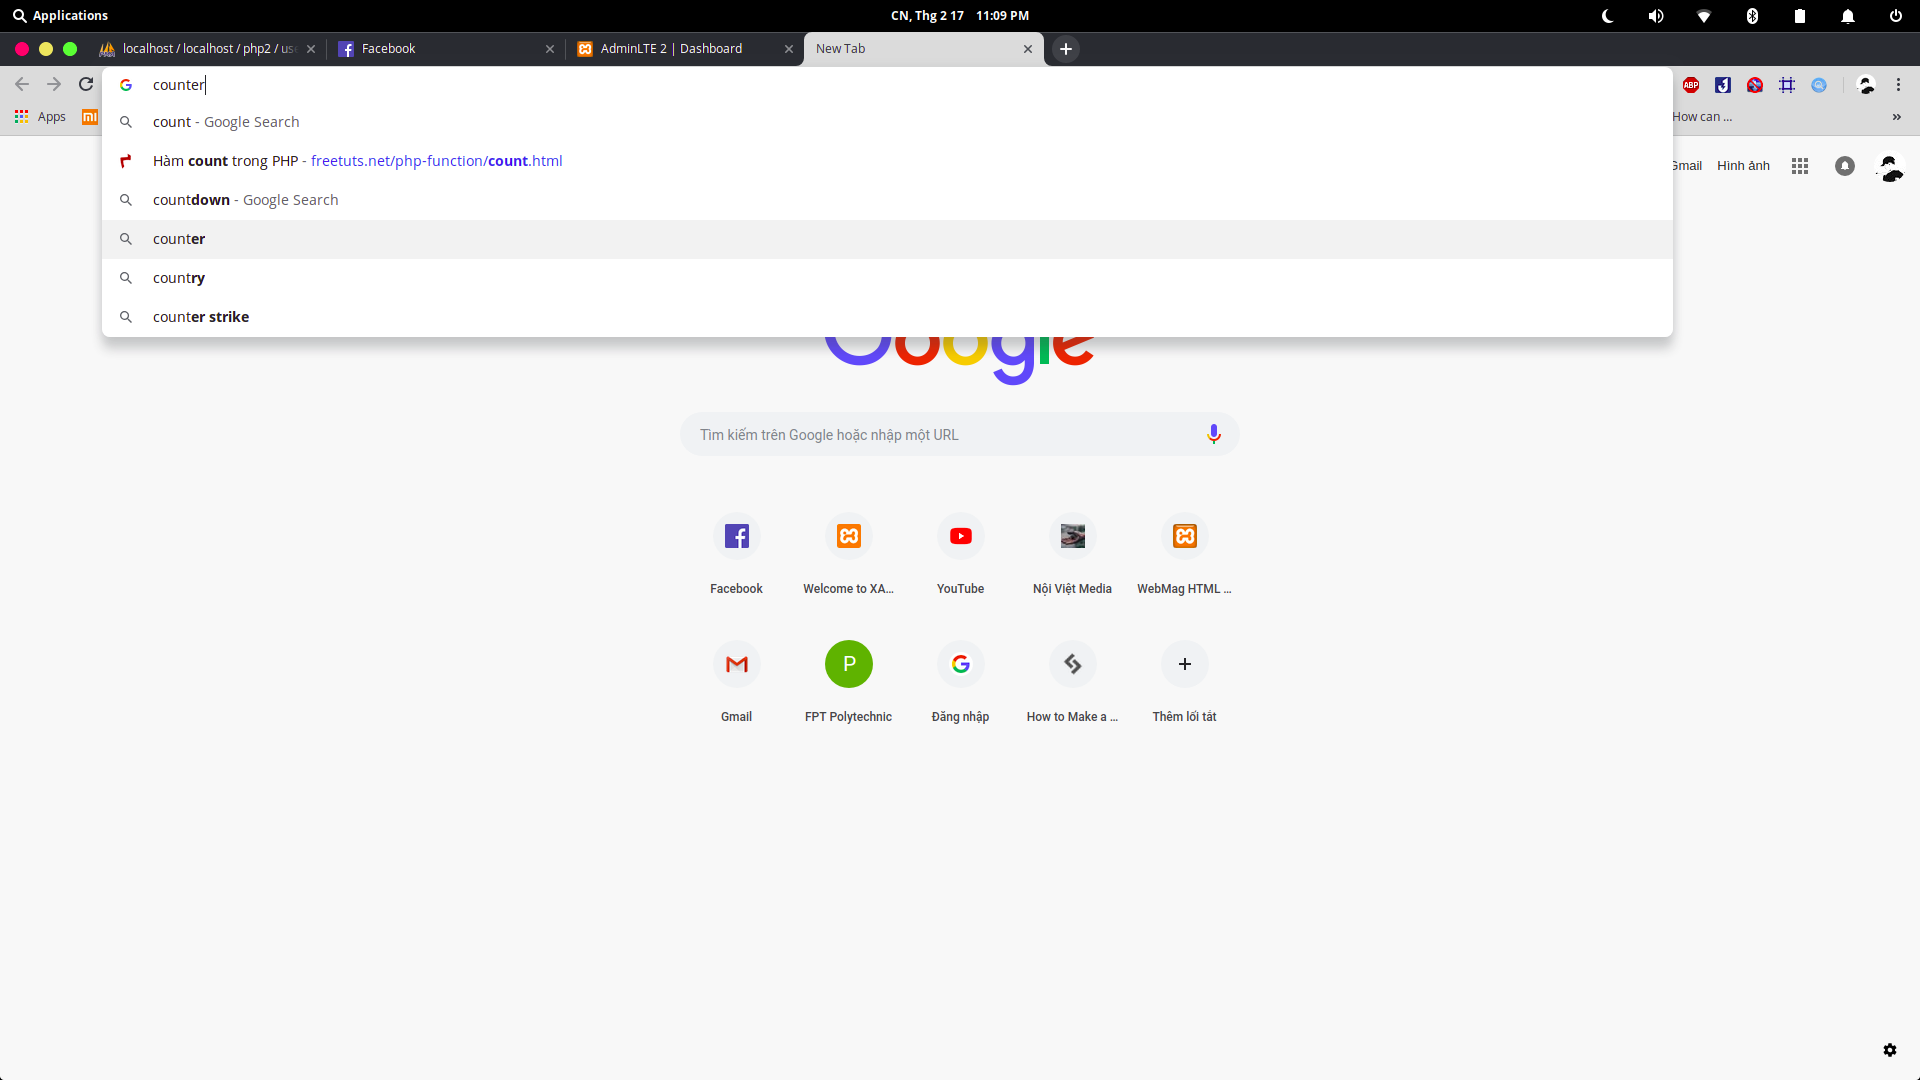 Applications
CN, Thg 2 17 11:09 PM
localhost / localhost / php2 / use
Facebook
AdminLTE 2 | Dashboard
New Tab
counter
ABP
Apps
How can ...
count - Google Search
Hàm count trong PHP - freetuts.net/php-function/count.html
countdown - Google Search
counter
country
counter strike
Gmail
Hình ảnh
Google
Tìm kiếm trên Google hoặc nhập một URL
Facebook
Welcome to XA...
YouTube
Nội Việt Media
WebMag HTML ...
P
Gmail
FPT Polytechnic
Đăng nhập
How to Make a ...
Thêm lối tắt